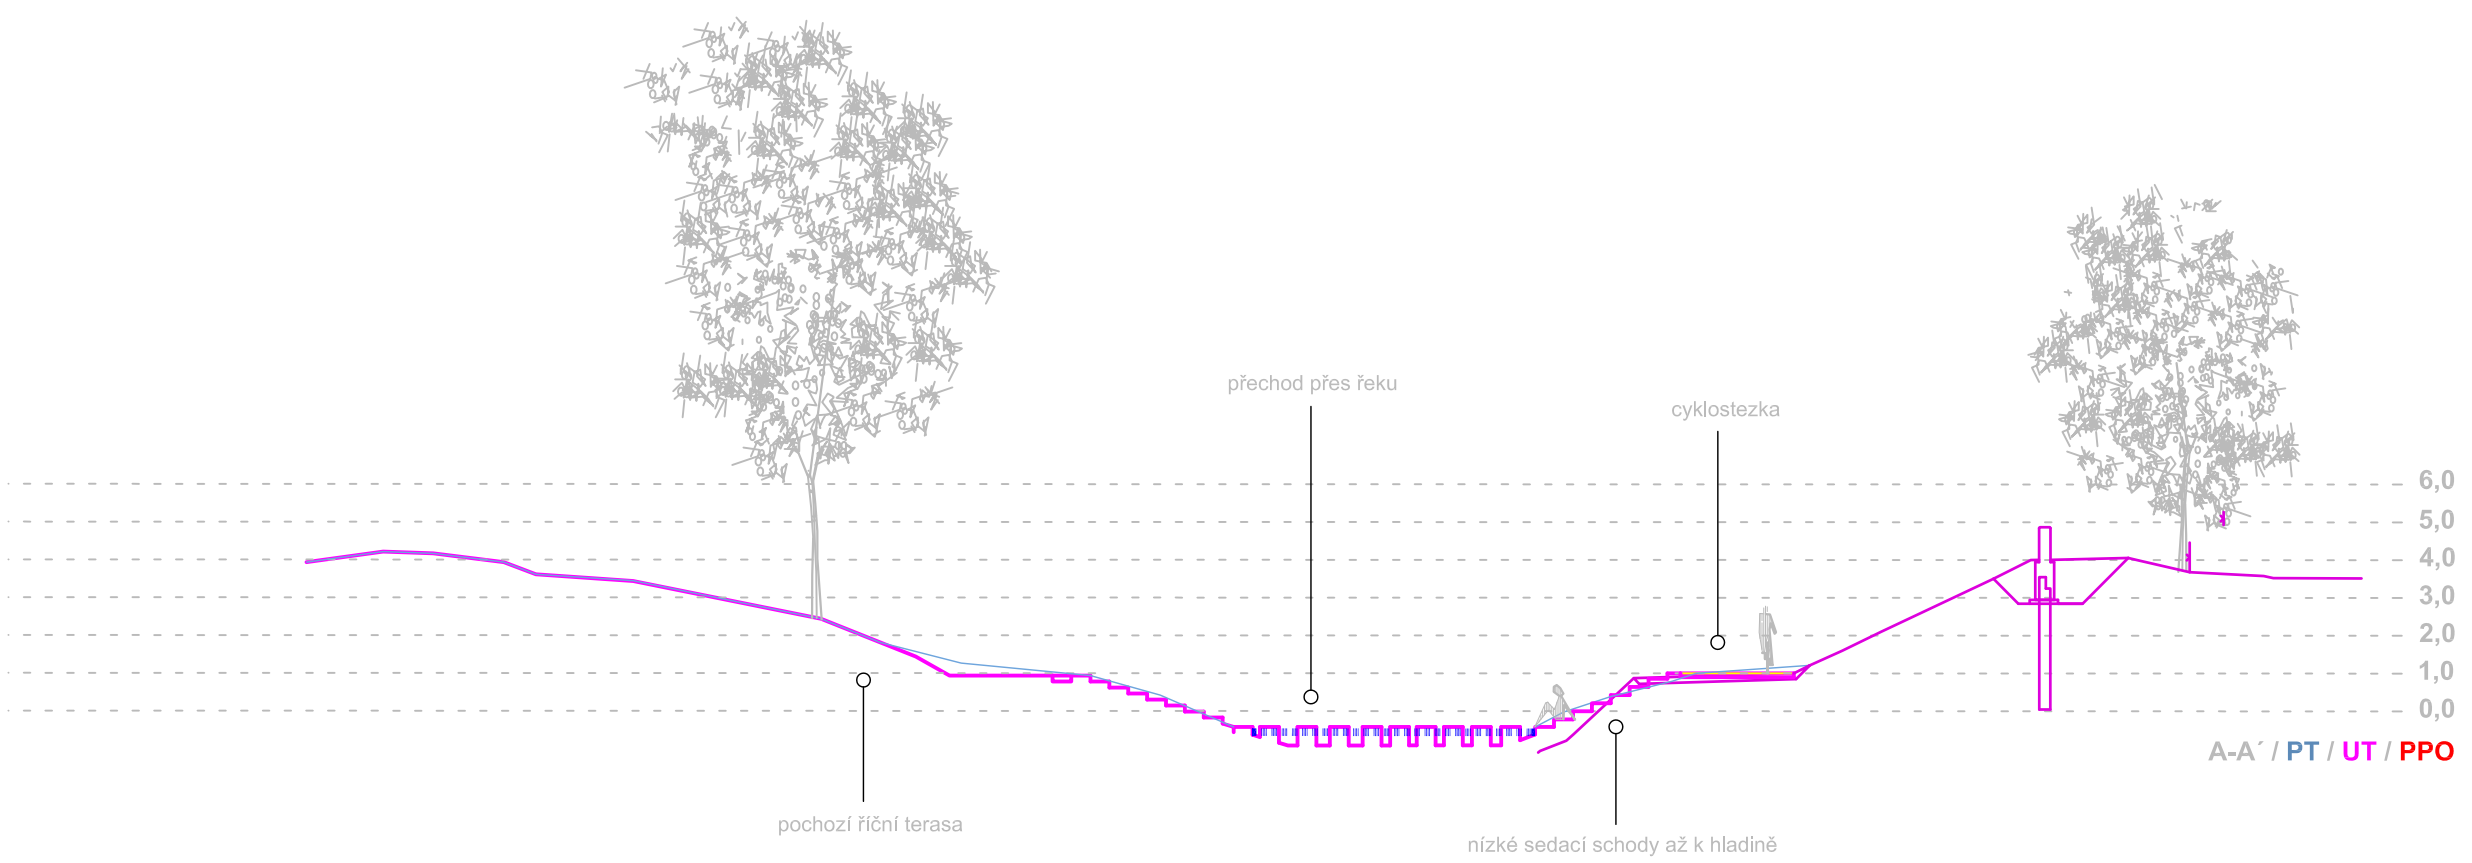 přechod přes řeku
cyklostezka
6,0
5,0
4,0
3,0
2,0
1,0
0,0
A-A´ / PT / UT / PPO
pochozí říční terasa
nízké sedací schody až k hladině